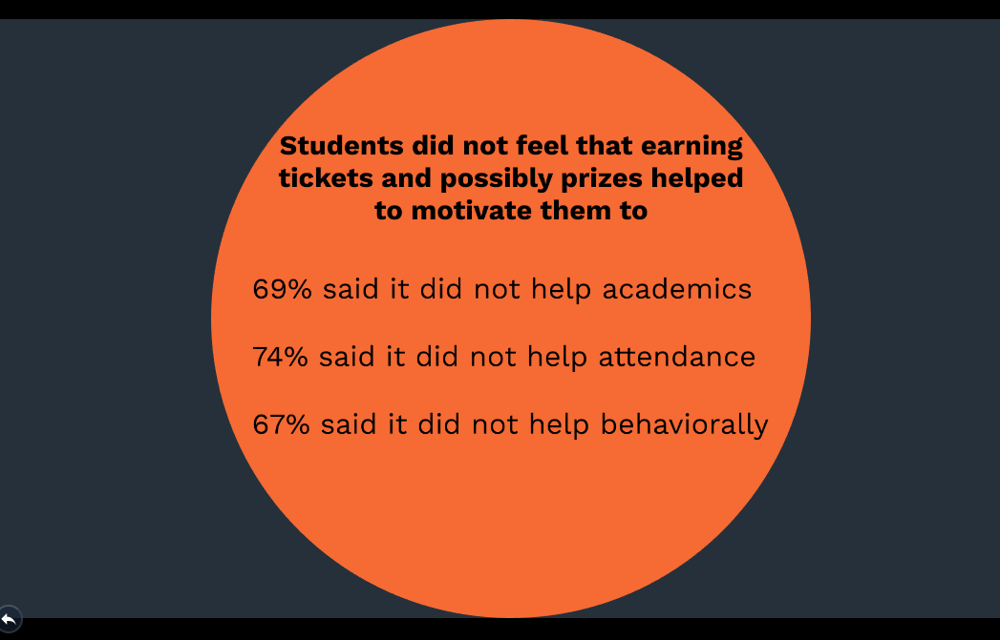 Students did not feel that earning
tickets and possibly prizes helped
to motivate them to
69% said it did not help academics
74% said it did not help attendance
67% said it did not help behaviorally